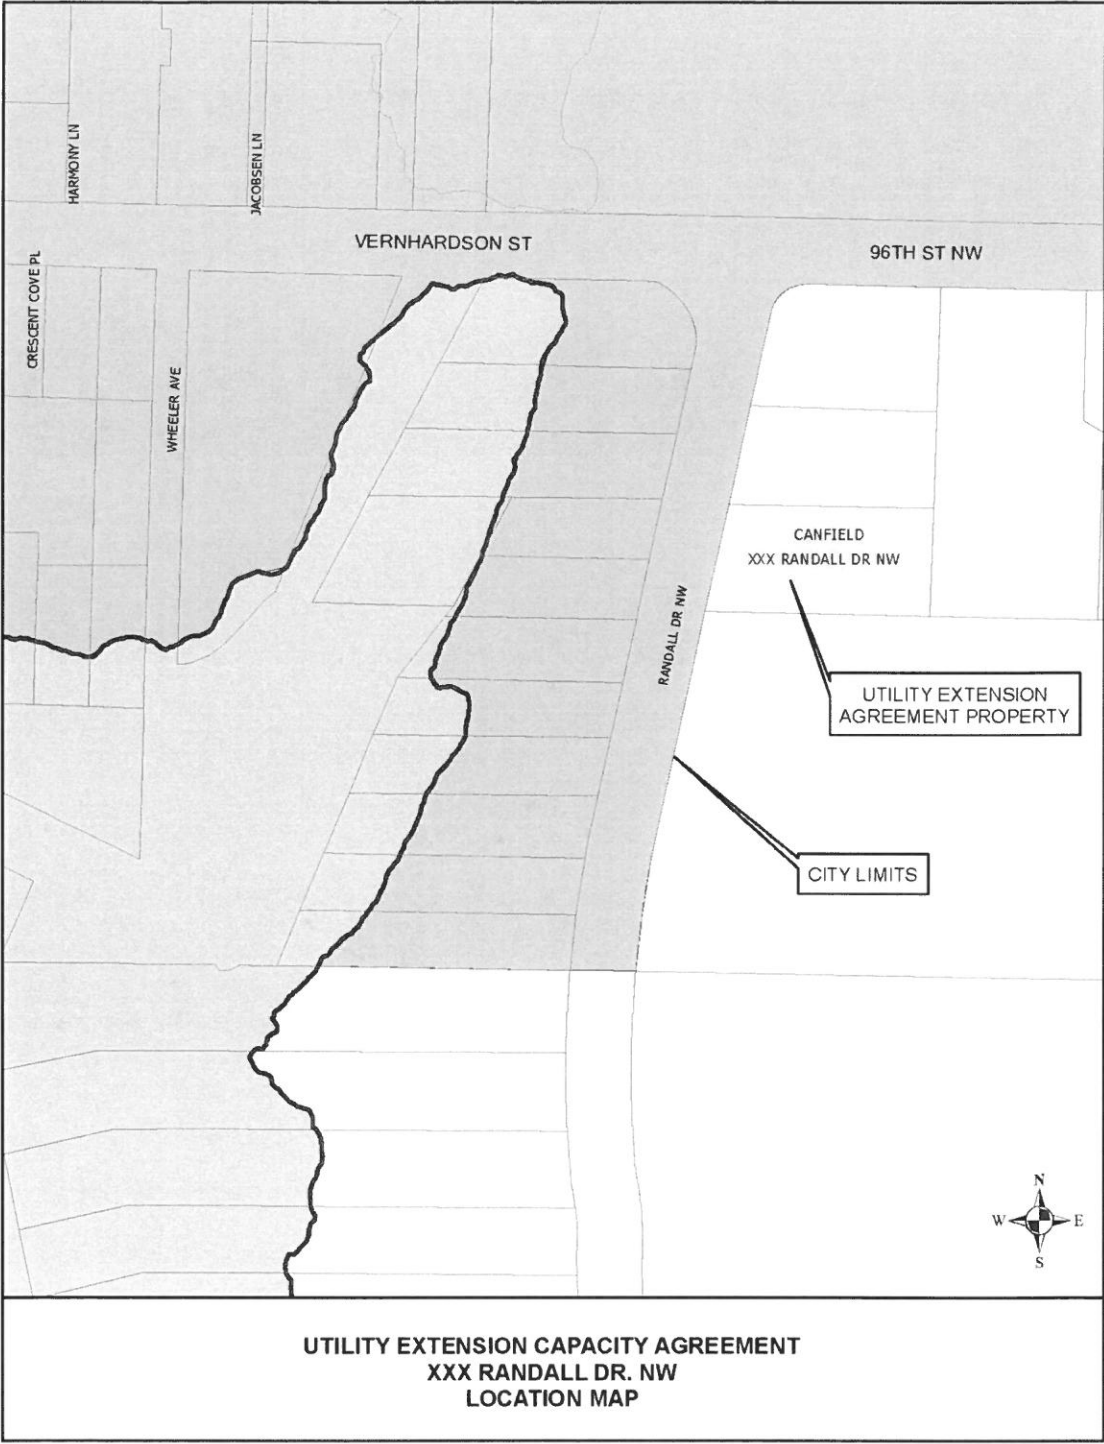 HARMONY LN
JACOBSEN LN
VERNHARDSON ST
96TH ST NW
CRESCENT COVE PL
WHEELER AVE
CANFIELD
XXX RANDALL DR NW
RANDALL DR NW
UTILITY EXTENSION
AGREEMENT PROPERTY
CITY LIMITS
N
W
E
S
UTILITY EXTENSION CAPACITY AGREEMENT
XXX RANDALL DR. NW
LOCATION MAP